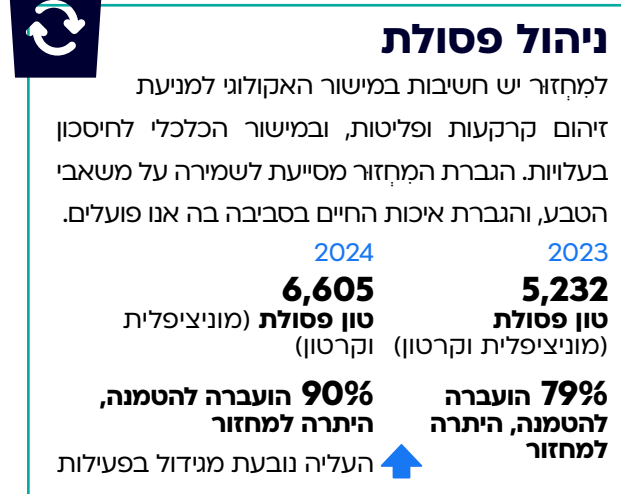 ניהול פסולת
למִחְזוּר יש חשיבות במישור האקולוגי למניעת
זיהום קרקעות ופליטות, ובמישור הכלכלי לחיסכון
בעלויות. הגברת המִחְזוּר מסייעת לשמירה על משאבי
הטבע, והגברת איכות החיים בסביבה בה אנו פועלים.
2023
5,232
טון פסולת
(מוניציפלית וקרטון)
79% הועברה
להטמנה, היתרה
למחזור
2024
6,605
טון פסולת (מוניציפלית
וקרטון)
90% הועברה להטמנה,
היתרה למחזור
העליה נובעת מגידול בפעילות